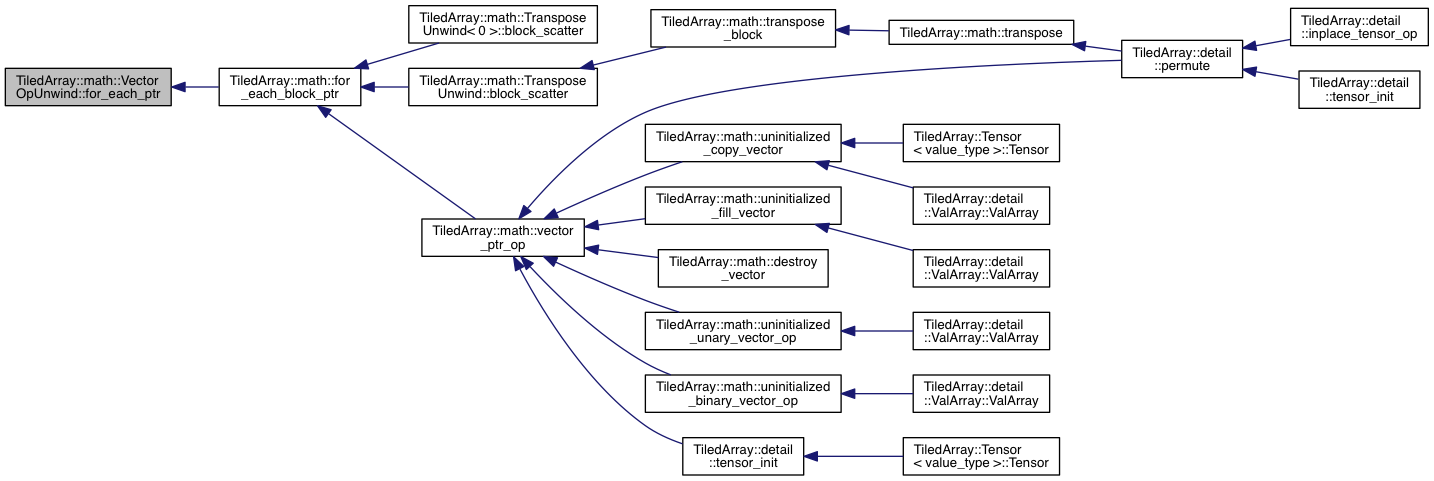 TiledArray::math::Vector
OpUnwind::for_each_ptr
TiledArray::math::for
_each_block_ptr
TiledArray::math::Transpose
Unwind< 0 >::block_scatter
TiledArray::math::Transpose
Unwind::block_scatter
TiledArray::math::transpose
_block
TiledArray::math::transpose
TiledArray::detail
::permute
TiledArray::detail
::inplace_tensor_op
TiledArray::detail
::tensor_init
TiledArray::math::vector
_ptr_op
TiledArray::math::uninitialized
_copy_vector
TiledArray::Tensor
< value_type >::Tensor
TiledArray::detail
::ValArray::ValArray
TiledArray::math::uninitialized
_fill_vector
TiledArray::detail
::ValArray::ValArray
TiledArray::math::destroy
_vector
TiledArray::math::uninitialized
_unary_vector_op
TiledArray::detail
::ValArray::ValArray
TiledArray::math::uninitialized
_binary_vector_op
TiledArray::detail
::ValArray::ValArray
TiledArray::detail
::tensor_init
TiledArray::Tensor
< value_type >::Tensor